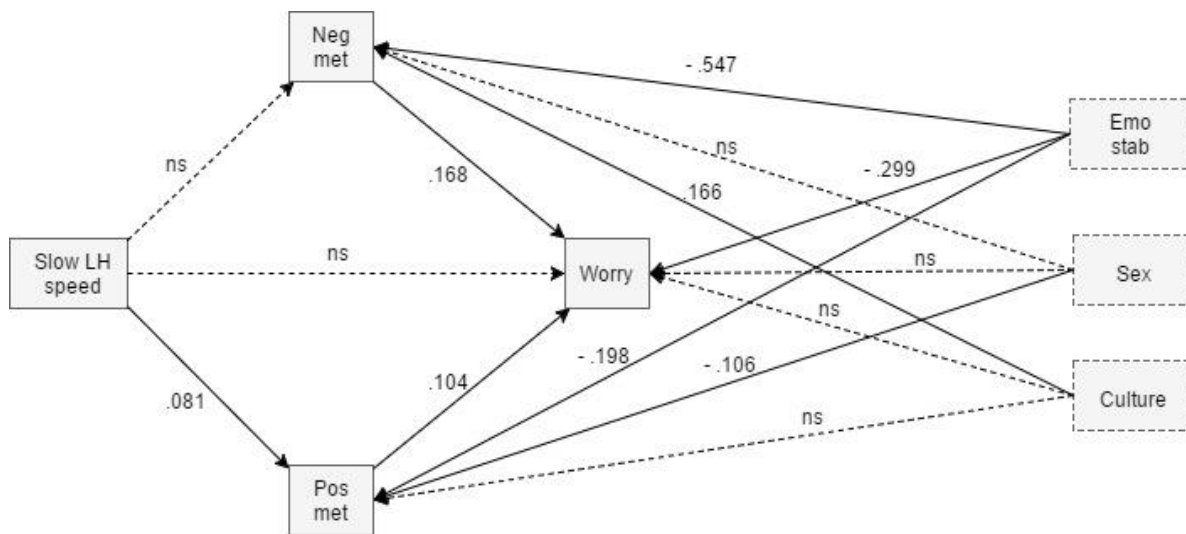 Neg
met
- .547
Emo
stab
ns
ns
- .299
.168
.166
Slow LH
speed
ns
Worry
ns
Sex
ns
- .198
- .106
.104
.081
Culture
ns
Pos
met